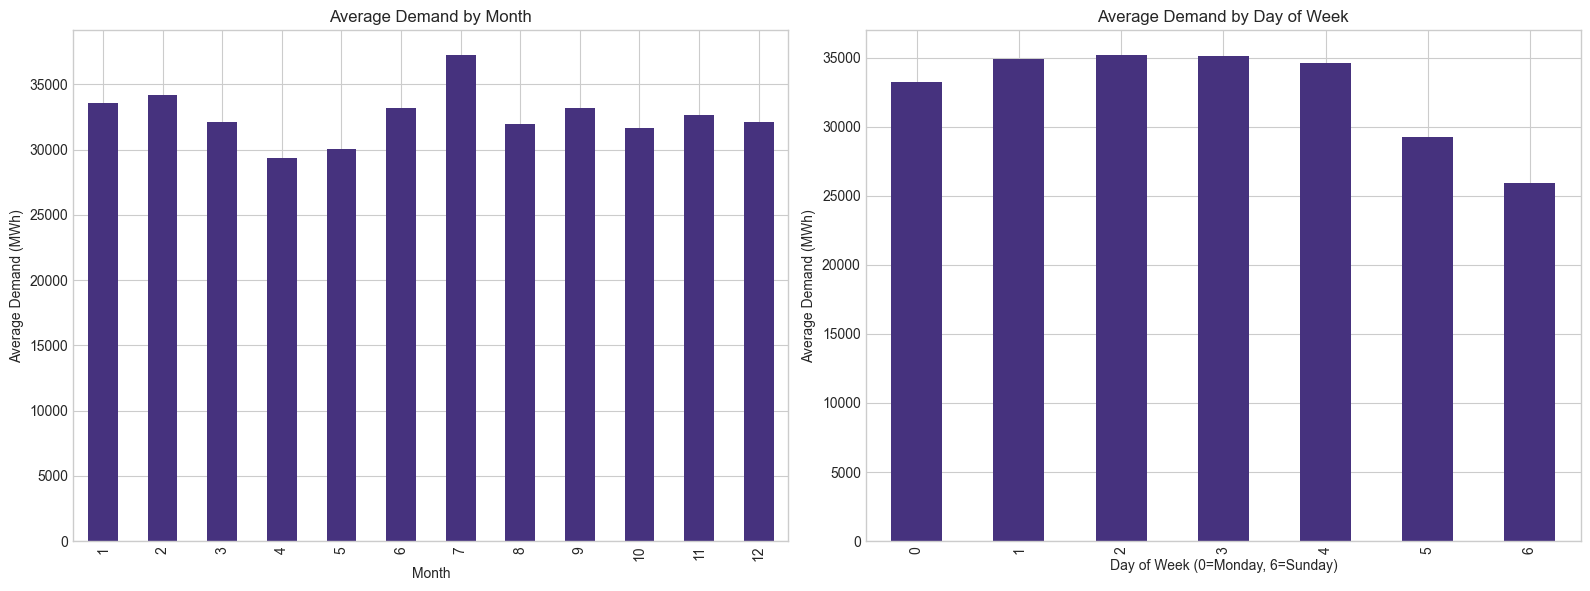 Average Demand by Month
Average Demand (MWh)
35000
30000
25000
20000
15000
10000
5000
0
1 2 3 4 5 6 7 8 9 10 11 12
Month
Average Demand by Day of Week
Average Demand (MWh)
35000
30000
25000
20000
15000
10000
5000
0
0 1 2 3 4 5 6
Day of Week (0=Monday, 6=Sunday)